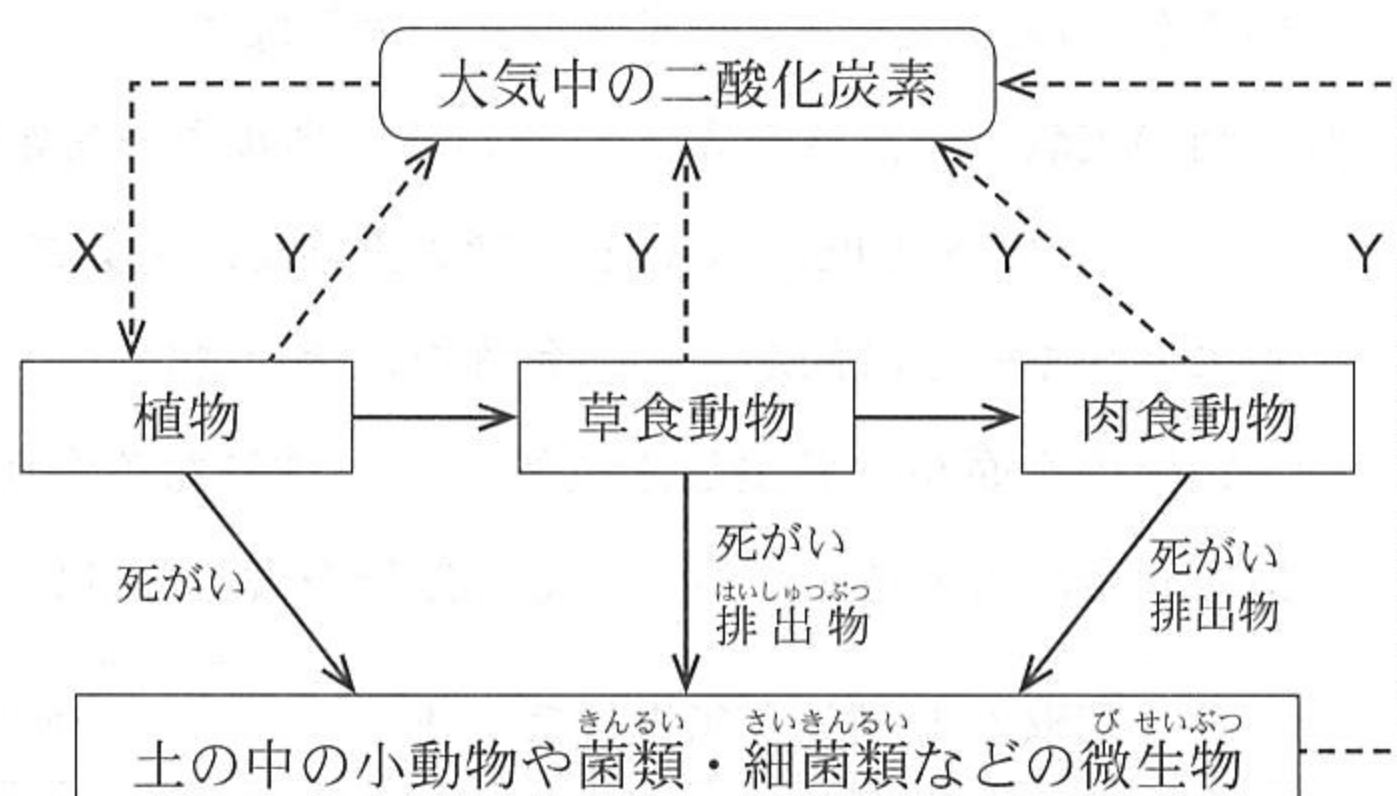 大気中の二酸化炭素
X Y Y Y Y
植物 草食動物 肉食動物
死がい
死がい
はいしゅつぶつ
排出物
死がい
排出物
きんるい さいきんるい び せいぶつ
土の中の小動物や菌類・細菌類などの微生物